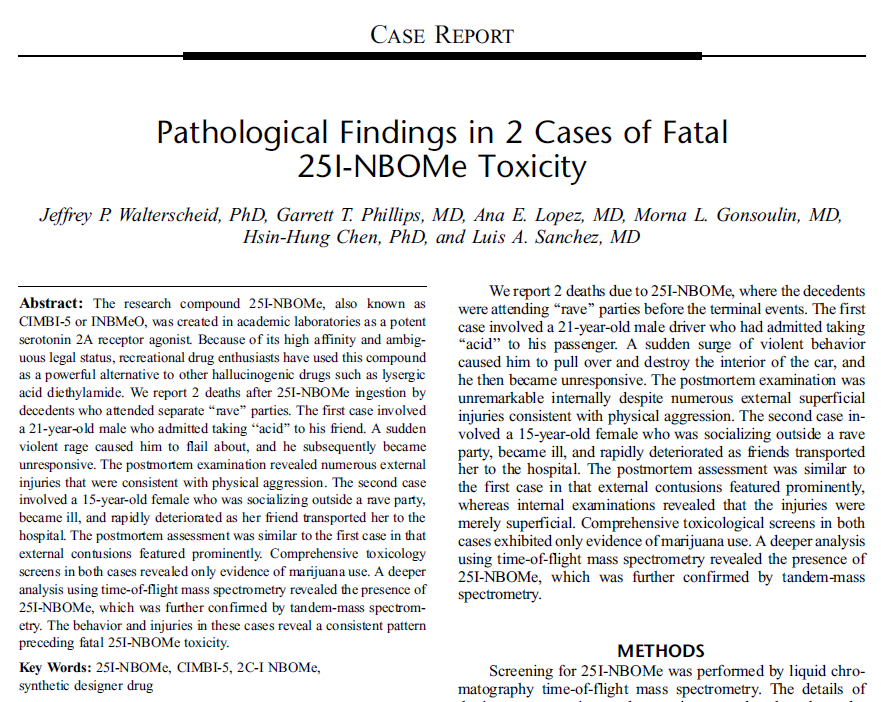 CASE REPORT
Pathological Findings in 2 Cases of Fatal
25I-NBOMe Toxicity
Jeffrey P. Walterscheid, PhD, Garrett T. Phillips, MD, Ana E. Lopez, MD, Morna L. Gonsoulin, MD,
Hsin-Hung Chen, PhD, and Luis A. Sanchez, MD
Abstract: The research compound 25I-NBOMe, also known as
CIMBI-5 or INBMeO, was created in academic laboratories as a potent
serotonin 2A receptor agonist. Because of its high affinity and ambig-
uous legal status, recreational drug enthusiasts have used this compound
as a powerful alternative to other hallucinogenic drugs such as lysergic
acid diethylamide. We report 2 deaths after 25I-NBOMe ingestion by
decedents who attended separate “rave” parties. The first case involved
a 21-year-old male who admitted taking “acid” to his friend. A sudden
violent rage caused him to flail about, and he subsequently became
unresponsive. The postmortem examination revealed numerous external
injuries that were consistent with physical aggression. The second case
involved a 15-year-old female who was socializing outside a rave party,
became ill, and rapidly deteriorated as her friend transported her to the
hospital. The postmortem assessment was similar to the first case in that
external contusions featured prominently. Comprehensive toxicology
screens in both cases revealed only evidence of marijuana use. A deeper
analysis using time-of-flight mass spectrometry revealed the presence of
25I-NBOMe, which was further confirmed by tandem-mass spectrom-
etry. The behavior and injuries in these cases reveal a consistent pattern
preceding fatal 25I-NBOMe toxicity.
Key Words: 25I-NBOMe, CIMBI-5, 2C-I NBOMe,
synthetic designer drug
We report 2 deaths due to 25I-NBOMe, where the decedents
were attending “rave” parties before the terminal events. The first
case involved a 21-year-old male driver who had admitted taking
“acid” to his passenger. A sudden surge of violent behavior
caused him to pull over and destroy the interior of the car, and
he then became unresponsive. The postmortem examination was
unremarkable internally despite numerous external superficial
injuries consistent with physical aggression. The second case in-
volved a 15-year-old female who was socializing outside a rave
party, became ill, and rapidly deteriorated as friends transported
her to the hospital. The postmortem assessment was similar to
the first case in that external contusions featured prominently,
whereas internal examinations revealed that the injuries were
merely superficial. Comprehensive toxicological screens in both
cases exhibited only evidence of marijuana use. A deeper analysis
using time-of-flight mass spectrometry revealed the presence of
25I-NBOMe, which was further confirmed by tandem-mass
spectrometry.
METHODS
Screening for 25I-NBOMe was performed by liquid chro-
matography time-of-flight mass spectrometry. The details of